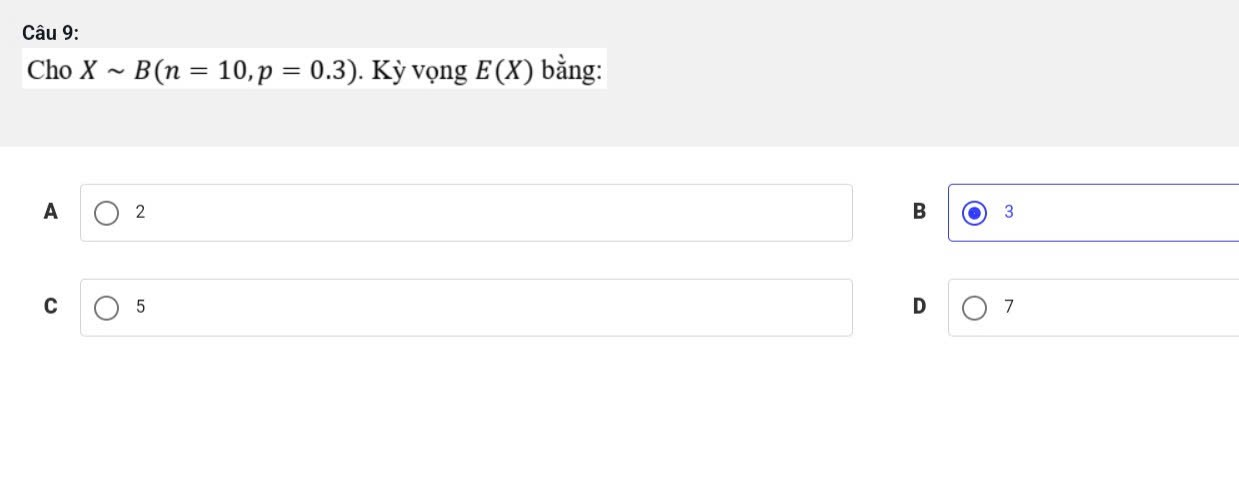 Câu 9:
Cho X ~ B(n = 10, p = 0.3). Kỳ vọng E(X) bằng:
A 2
B 3
C 5
D 7